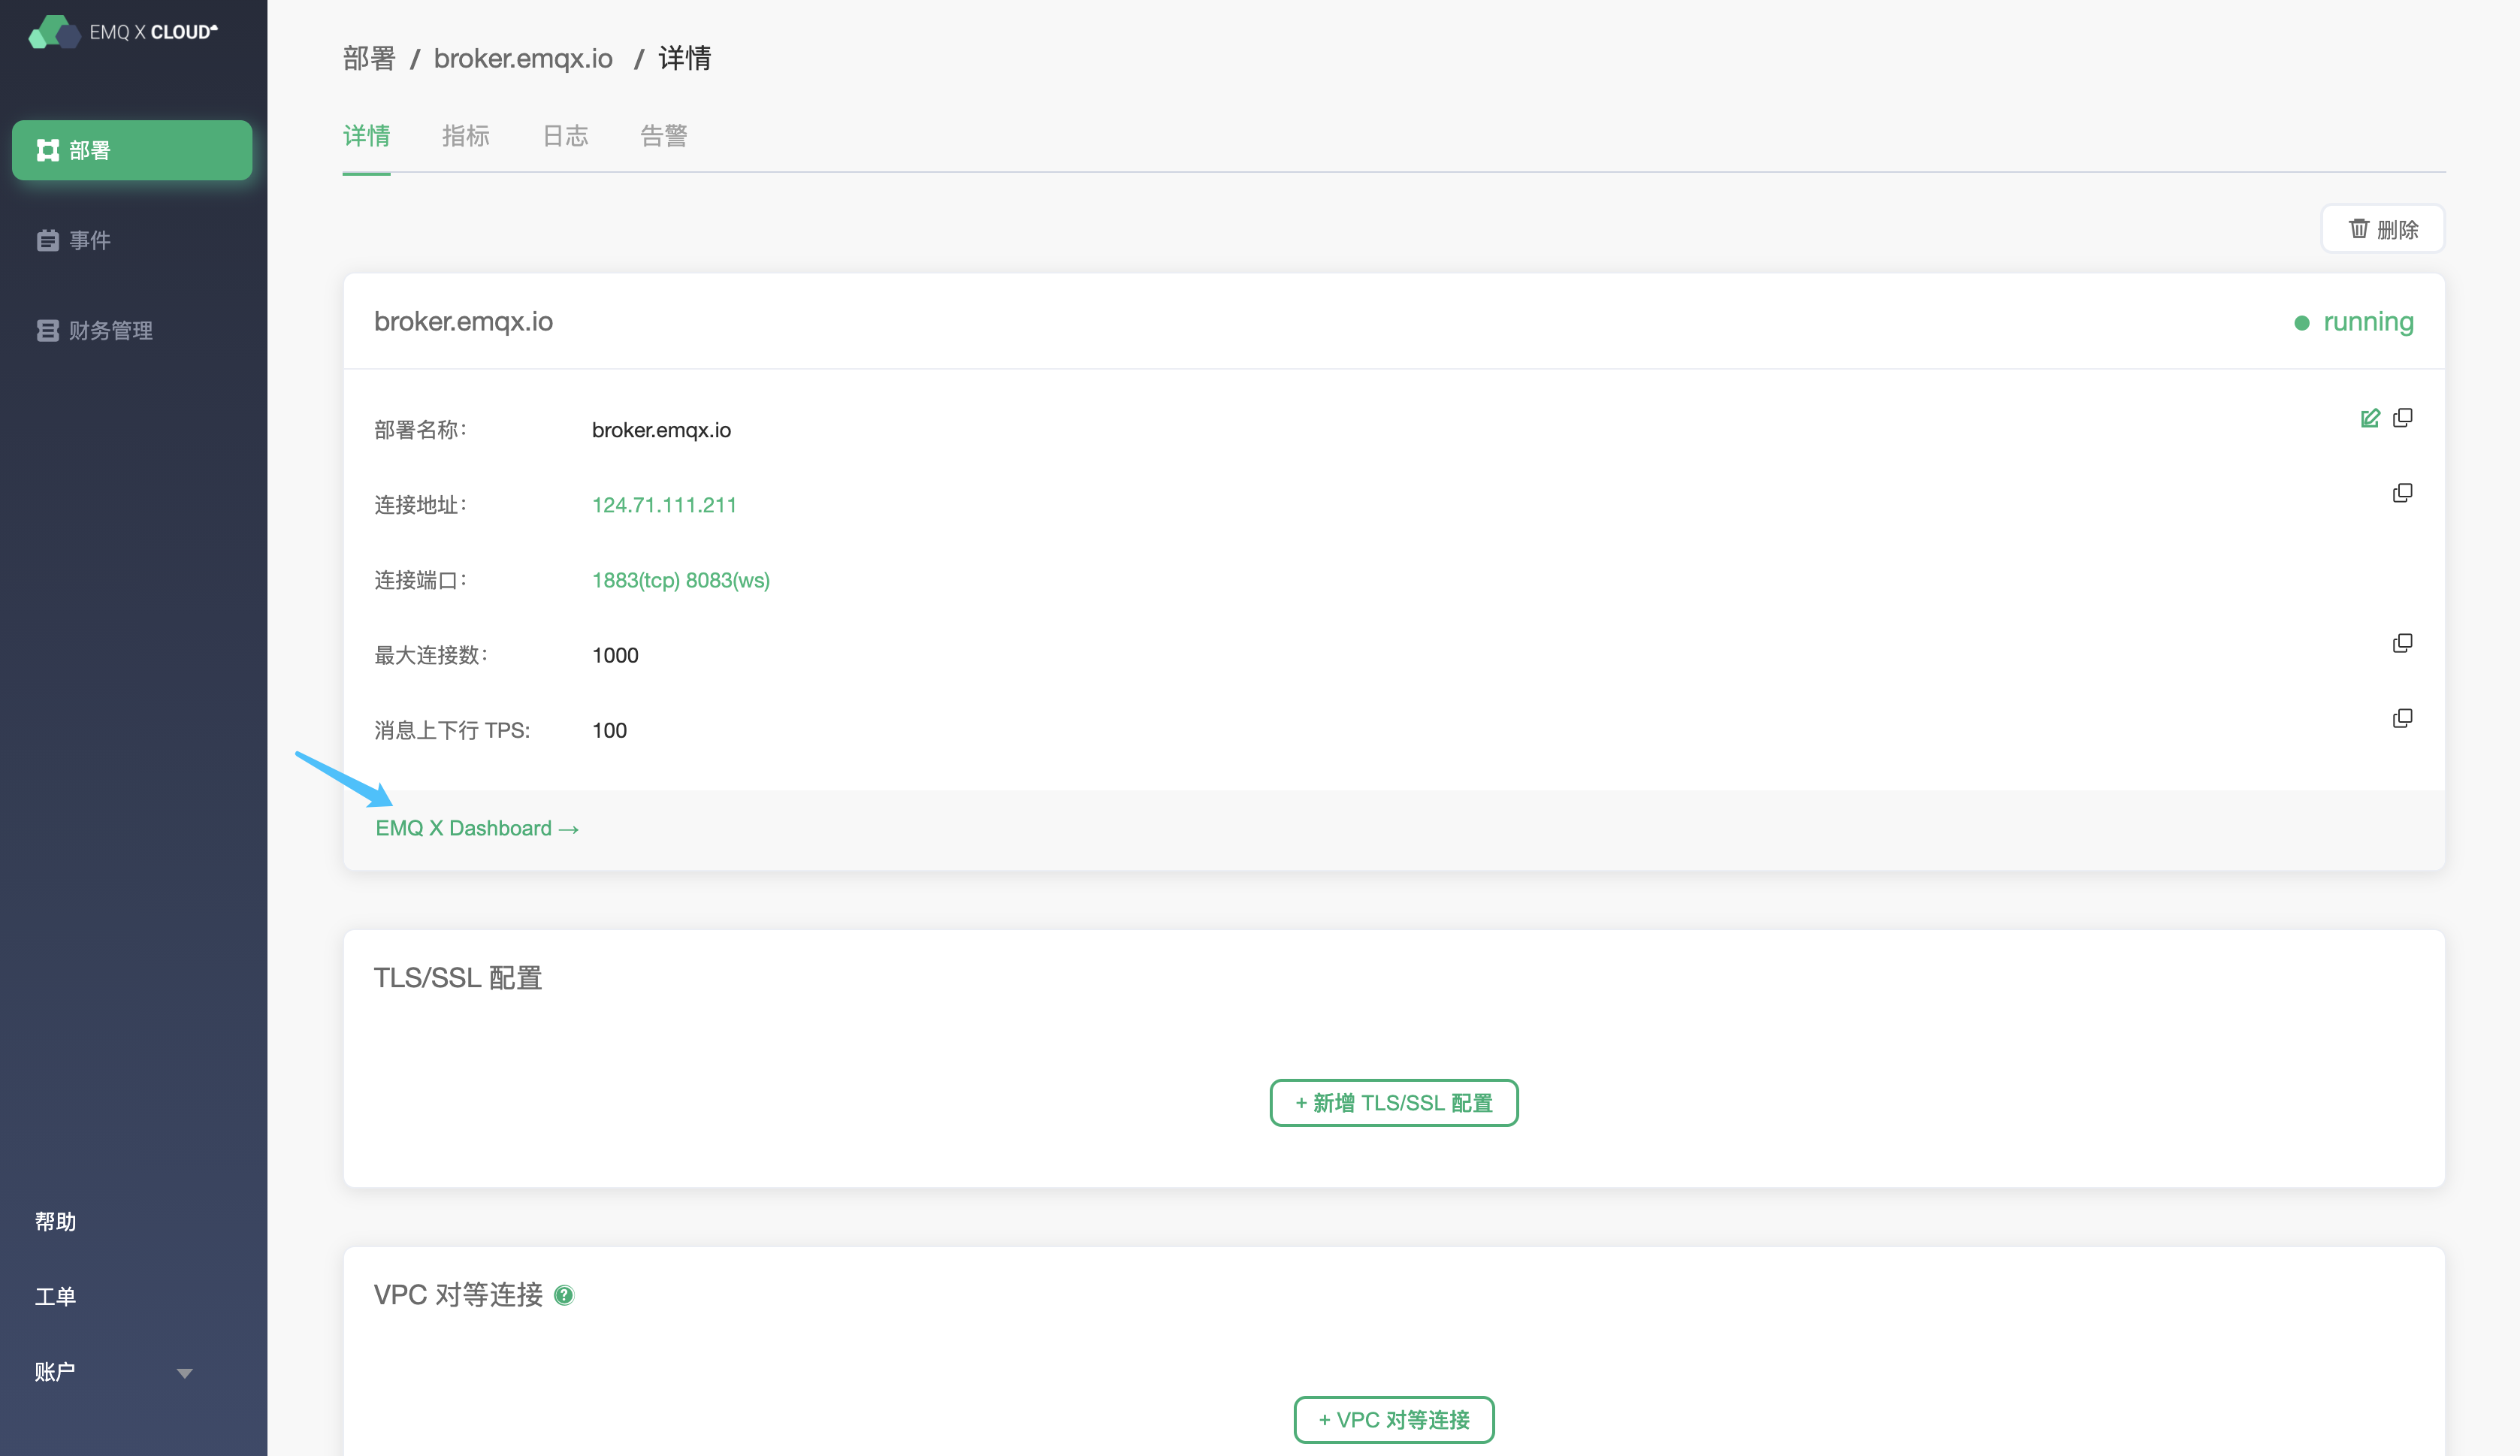 EMQ X CLOUD
部署
事件
财务管理
帮助
工单
账户
部署 / broker.emqx.io / 详情
详情 指标 日志 告警
删除
broker.emqx.io
running
部署名称: broker.emqx.io
连接地址: 124.71.111.211
连接端口: 1883(tcp) 8083(ws)
最大连接数: 1000
消息上下行 TPS: 100
EMQ X Dashboard →
TLS/SSL 配置
+ 新增 TLS/SSL 配置
VPC 对等连接 ?
+ VPC 对等连接